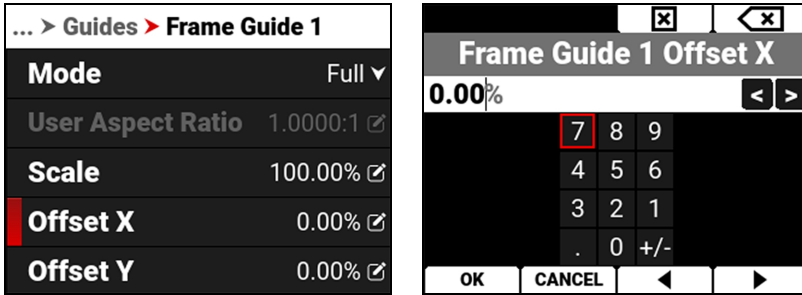 ... > Guides > Frame Guide 1
Mode Full
User Aspect Ratio 1.0000:1
Scale 100.00%
Offset X 0.00%
Offset Y 0.00%
Frame Guide 1 Offset X
0.00% < >
7 8 9
4 5 6
3 2 1
. 0 +/-
OK CANCEL ◀ ▶